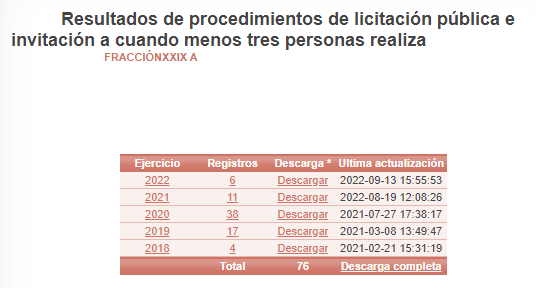 Resultados de procedimientos de licitación pública e
invitación a cuando menos tres personas realiza
FRACCIÓNXXIX A
Ejercicio Registros Descarga * Ultima actualización
2022 6 Descargar 2022-09-13 15:55:53
2021 11 Descargar 2022-08-19 12:08:26
2020 38 Descargar 2021-07-27 17:38:17
2019 17 Descargar 2021-03-08 13:49:47
2018 4 Descargar 2021-02-21 15:31:19
Total 76 Descarga completa